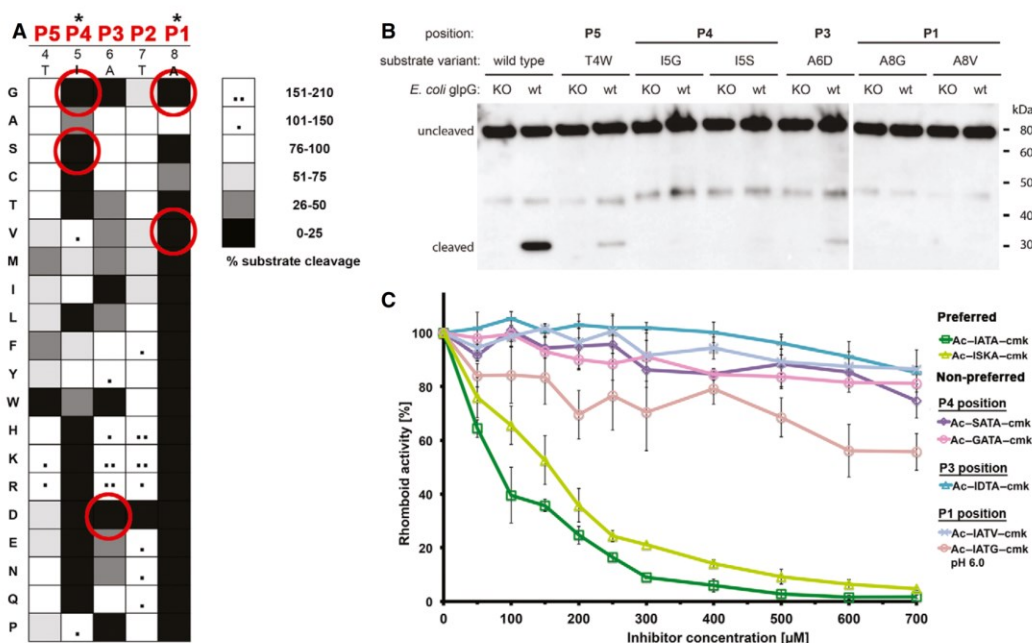 A
* *
P5 P4 P3 P2 P1
4 5 6 7 8
T I A T A
G
A
S
C
T
V
M
I
L
F
Y
W
H
K
R
D
E
N
Q
P
151-210
101-150
76-100
51-75
26-50
0-25
% substrate cleavage
B
position: P5 P4 P3 P1
substrate variant: wild type T4W I5G I5S A6D A8G A8V
E. coli glpG: KO wt KO wt KO wt KO wt KO wt KO wt KO wt
kDa
uncleaved
80
60
50
40
cleaved
30
C
Rhomboid activity [%]
100
80
60
40
20
0
0 100 200 300 400 500 600 700
Inhibitor concentration [µM]
Preferred
Ac–IATA–cmk
Ac–ISKA–cmk
Non-preferred
P4 position
Ac–SATA–cmk
Ac–GATA–cmk
P3 position
Ac–IDTA–cmk
P1 position
Ac–IATV–cmk
Ac–IATG–cmk
pH 6.0